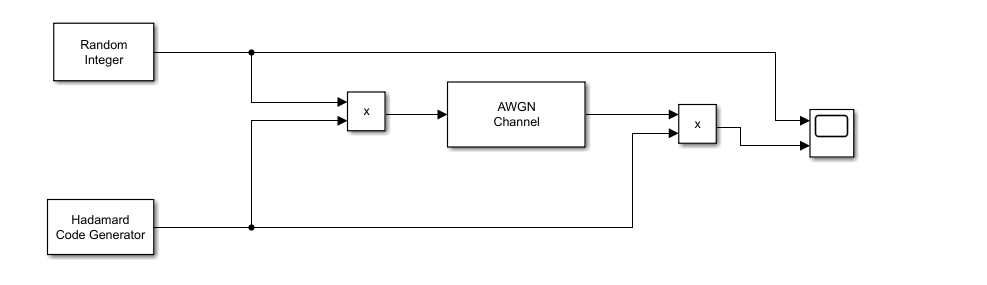 Random
Integer
x
AWGN
Channel
x
Hadamard
Code Generator